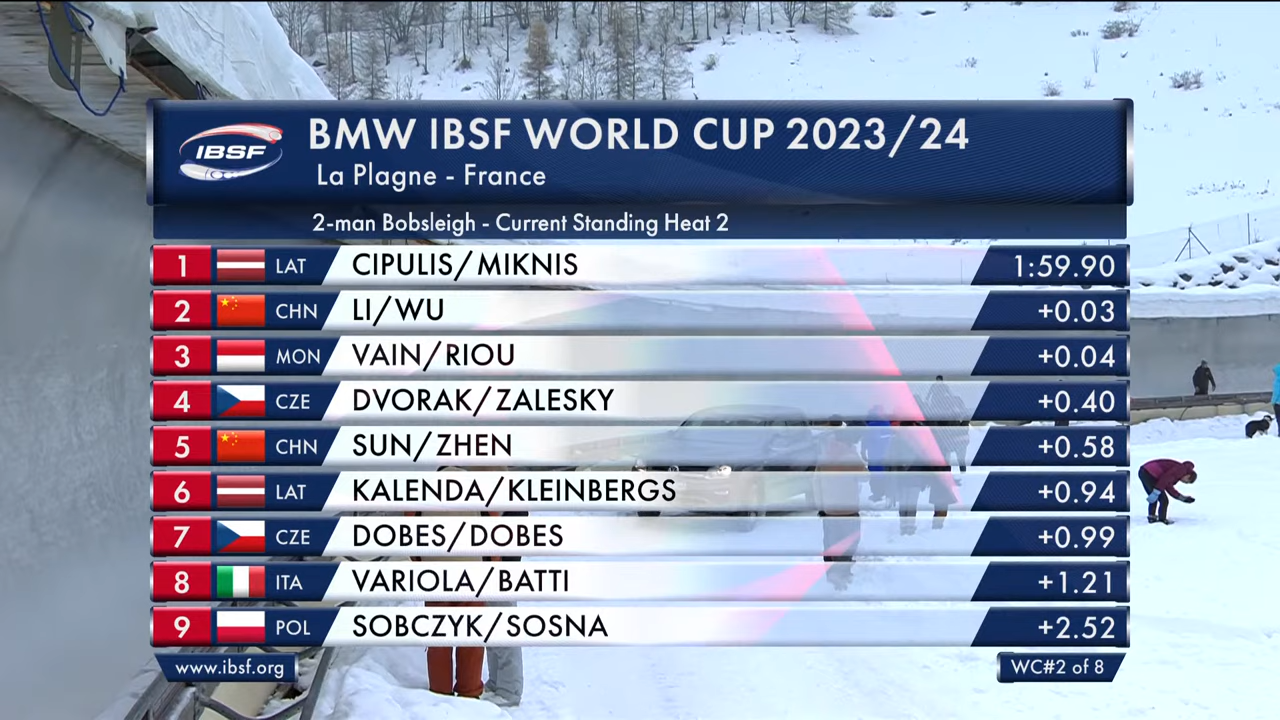 IBSF
BMW IBSF WORLD CUP 2023/24
La Plagne - France
2-man Bobsleigh - Current Standing Heat 2
1 LAT CIPULIS/MIKNIS 1:59.90
2 CHN LI/WU +0.03
3 MON VAIN/RIOU +0.04
4 CZE DVORAK/ZALESKY +0.40
5 CHN SUN/ZHEN +0.58
6 LAT KALENDA/KLEINBERGS +0.94
7 CZE DOBES/DOBES +0.99
8 ITA VARIOLA/BATTI +1.21
9 POL SOBCZYK/SOSNA +2.52
www.ibsf.org WC#2 of 8